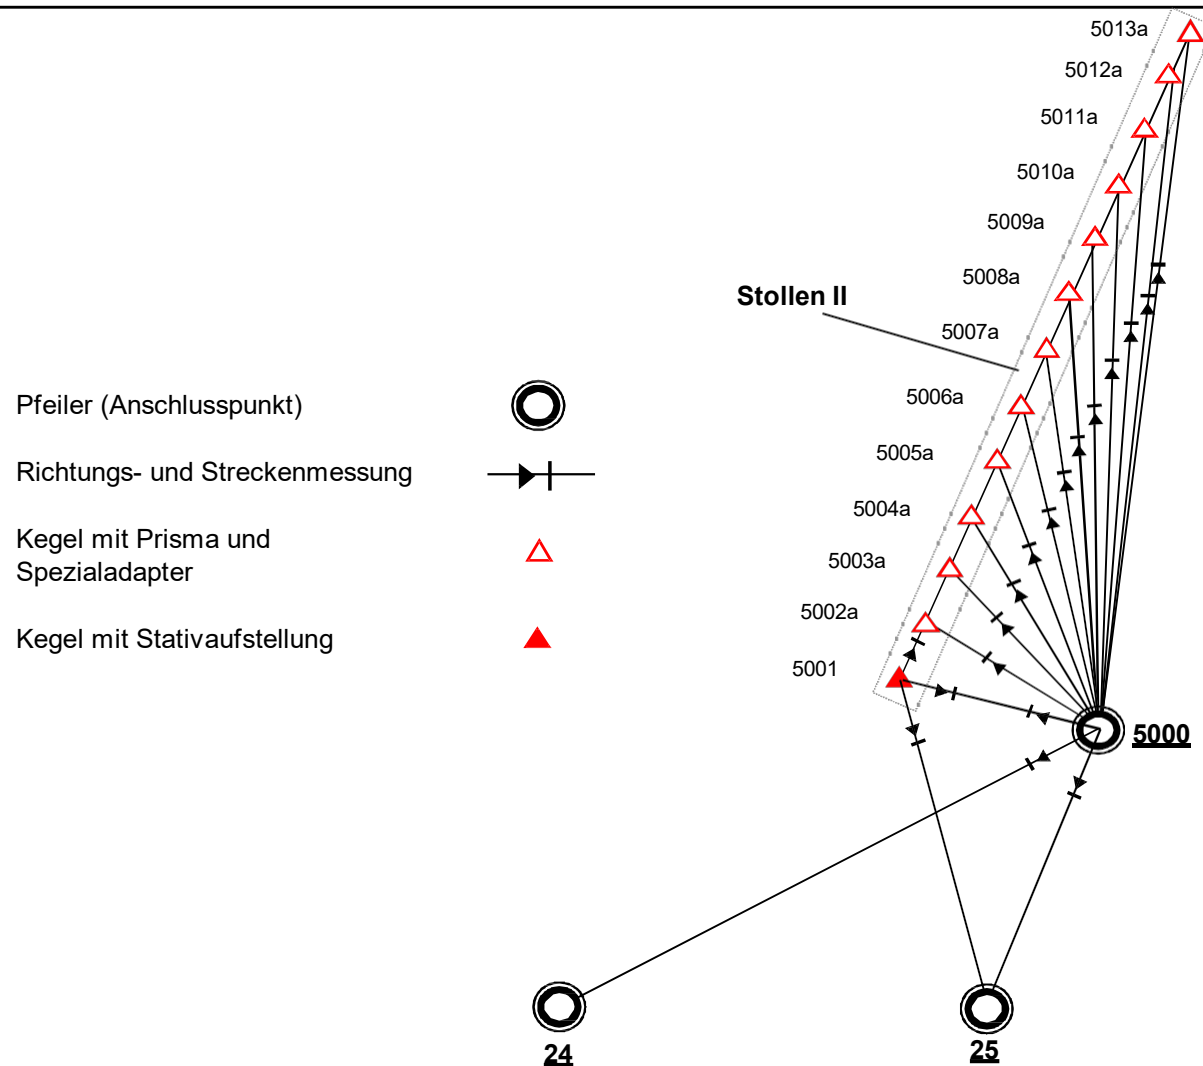 5013a
5012a
5011a
5010a
5009a
5008a
Stollen II
5007a
Pfeiler (Anschlusspunkt)
5006a
Richtungs- und Streckenmessung
5005a
5004a
Kegel mit Prisma und
Spezialadapter
5003a
5002a
Kegel mit Stativaufstellung
5001
5000
24
25